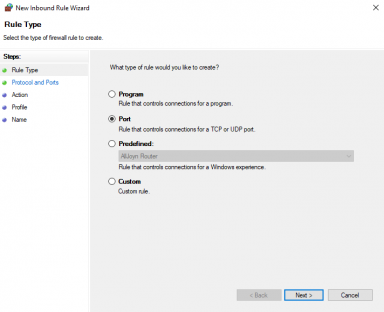 New Inbound Rule Wizard
Rule Type
Select the type of firewall rule to create.
Steps:
Rule Type
Protocol and Ports
Action
Profile
Name
What type of rule would you like to create?
Program
Rule that controls connections for a program.
Port
Rule that controls connections for a TCP or UDP port.
Predefined:
AllJoyn Router
Rule that controls connections for a Windows experience.
Custom
Custom rule.
< Back
Next >
Cancel